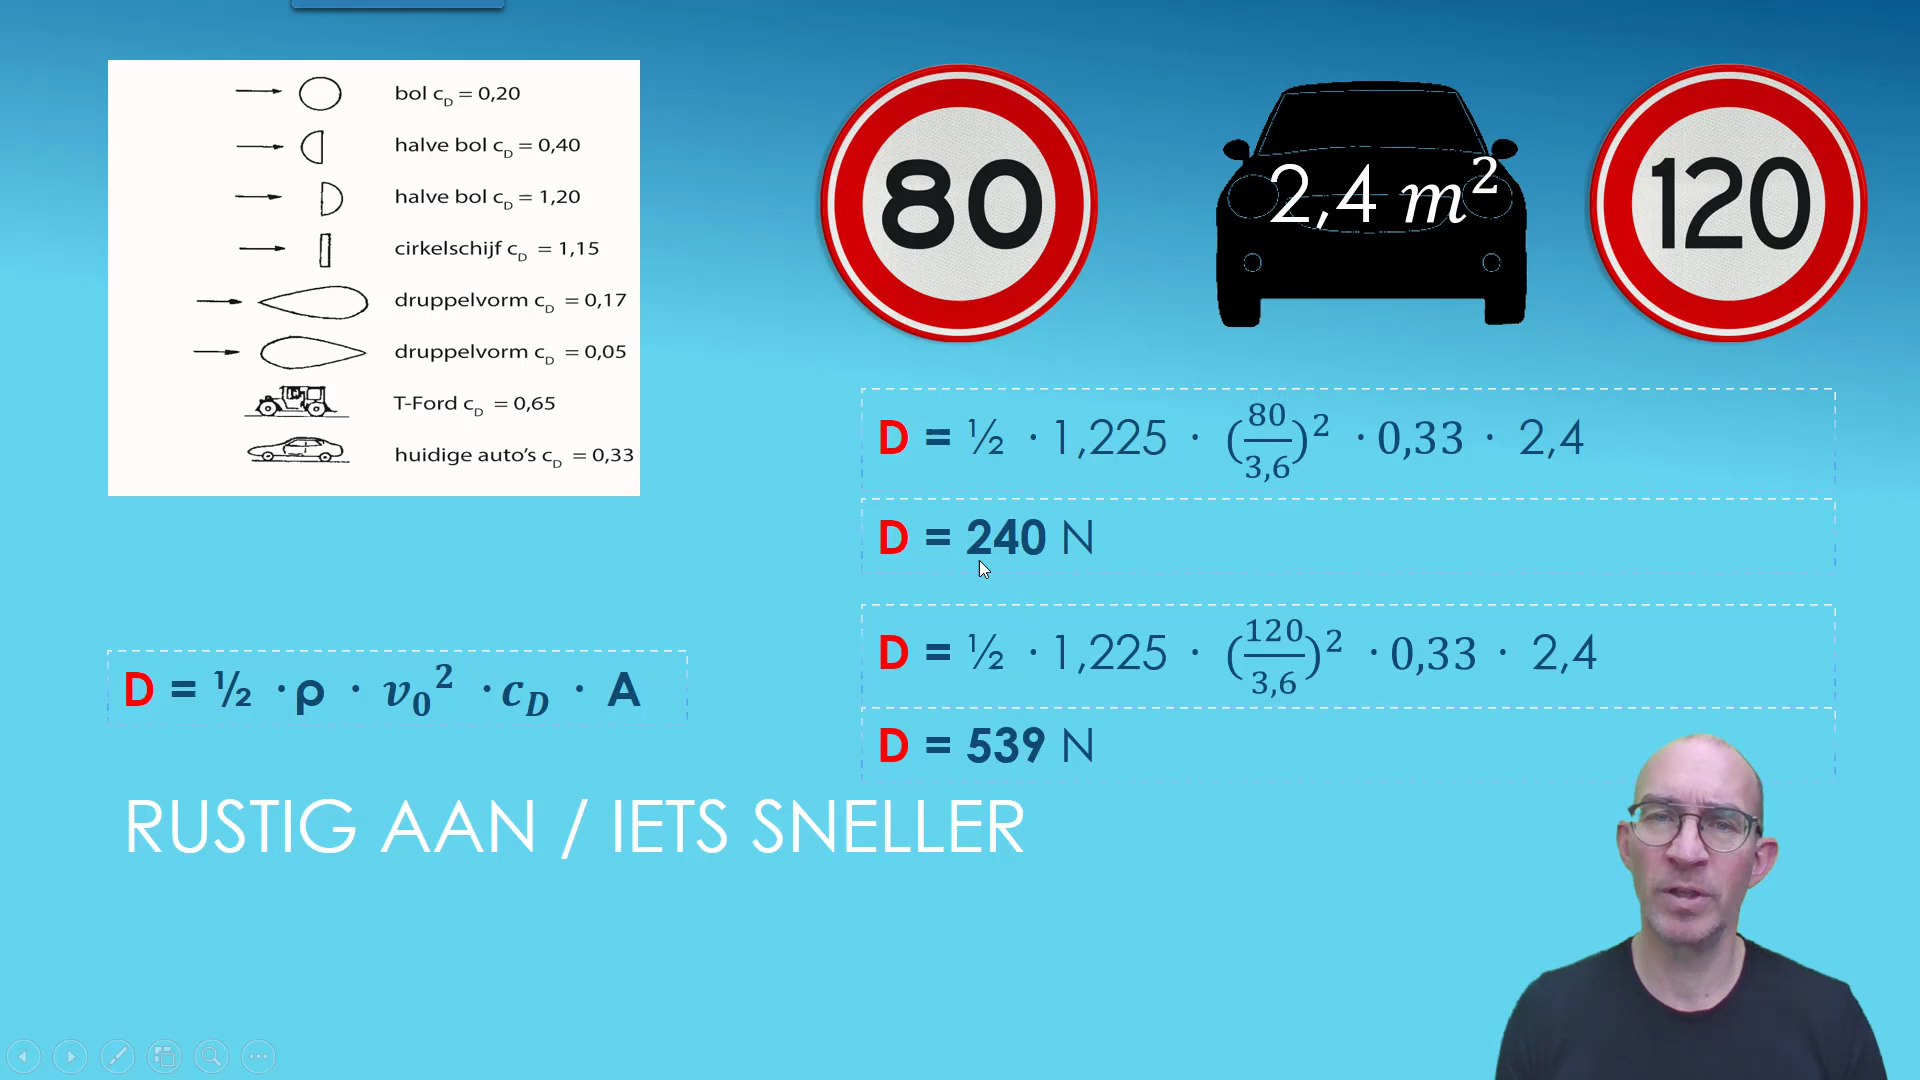 bol c_D = 0,20
halve bol c_D = 0,40
halve bol c_D = 1,20
cirkelschijf c_D = 1,15
druppelvorm c_D = 0,17
druppelvorm c_D = 0,05
T-Ford c_D = 0,65
huidige auto's c_D = 0,33
80
2,4 m²
120
D = ½ · 1,225 · (80/3,6)² · 0,33 · 2,4
D = 240 N
D = ½ · 1,225 · (120/3,6)² · 0,33 · 2,4
D = 539 N
D = ½ · ρ · v₀² · c_D · A
RUSTIG AAN / IETS SNELLER